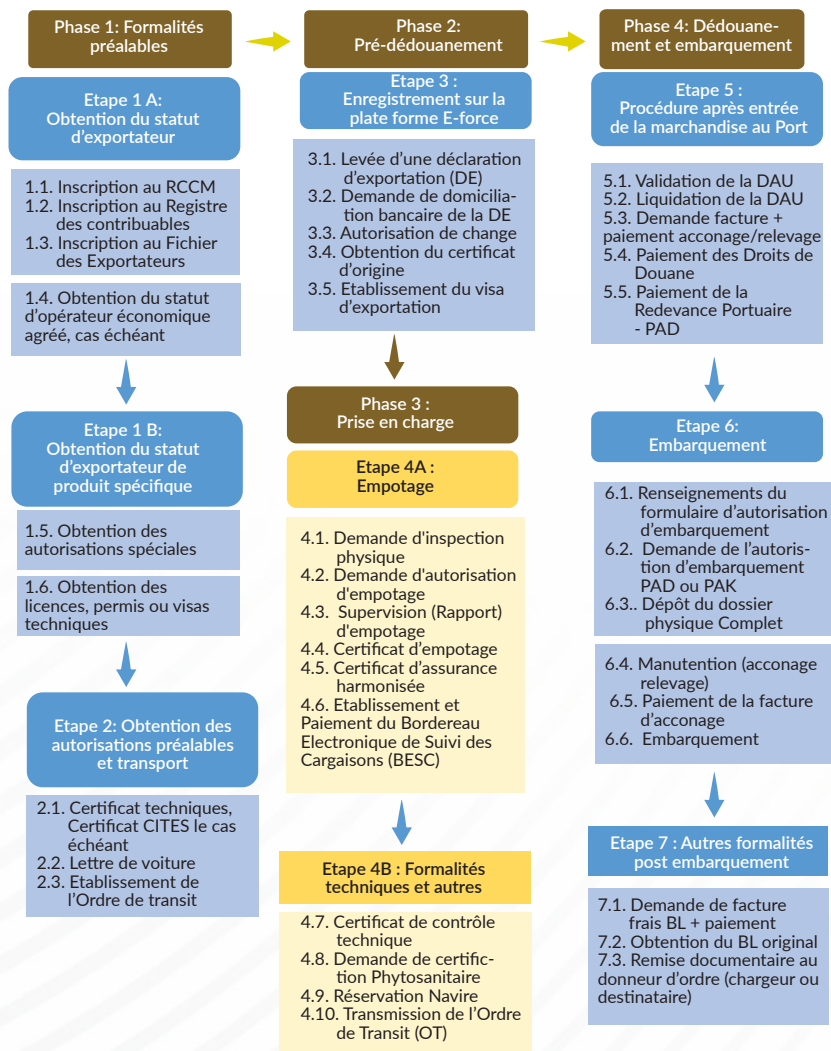 Phase 1: Formalités
préalables
Etape 1 A:
Obtention du statut
d’exportateur
1.1. Inscription au RCCM
1.2. Inscription au Registre
des contribuables
1.3. Inscription au Fichier
des Exportateurs
1.4. Obtention du statut
d’opérateur économique
agréé, cas échéant
Etape 1 B:
Obtention du statut
d’exportateur de
produit spécifique
1.5. Obtention des
autorisations spéciales
1.6. Obtention des
licences, permis ou visas
techniques
Etape 2: Obtention des
autorisations préalables
et transport
2.1. Certificat techniques,
Certificat CITES le cas
échéant
2.2. Lettre de voiture
2.3. Etablissement de
l’Ordre de transit
Phase 2:
Pré-dédouanement
Etape 3 :
Enregistrement sur la
plate forme E-force
3.1. Levée d’une déclaration
d’exportation (DE)
3.2. Demande de domicilia-
tion bancaire de la DE
3.3. Autorisation de change
3.4. Obtention du certificat
d’origine
3.5. Etablissement du visa
d’exportation
Phase 3 :
Prise en charge
Etape 4A :
Empotage
4.1. Demande d'inspection
physique
4.2. Demande d'autorisation
d'empotage
4.3. Supervision (Rapport)
d'empotage
4.4. Certificat d’empotage
4.5. Certificat d’assurance
harmonisée
4.6. Etablissement et
Paiement du Bordereau
Electronique de Suivi des
Cargaisons (BESC)
Etape 4B : Formalités
techniques et autres
4.7. Certificat de contrôle
technique
4.8. Demande de certific-
tion Phytosanitaire
4.9. Réservation Navire
4.10. Transmission de l’Ordre
de Transit (OT)
Phase 4: Dédouane-
ment et embarquement
Etape 5 :
Procédure après entrée
de la marchandise au Port
5.1. Validation de la DAU
5.2. Liquidation de la DAU
5.3. Demande facture +
paiement acconage/relevage
5.4. Paiement des Droits de
Douane
5.5. Paiement de la
Redevance Portuaire
- PAD
Etape 6:
Embarquement
6.1. Renseignements du
formulaire d’autorisation
d’embarquement
6.2. Demande de l’autoris-
tion d’embarquement
PAD ou PAK
6.3.. Dépôt du dossier
physique Complet
6.4. Manutention (acconage
relevage)
6.5. Paiement de la facture
d’acconage
6.6. Embarquement
Etape 7 : Autres formalités
post embarquement
7.1. Demande de facture
frais BL + paiement
7.2. Obtention du BL original
7.3. Remise documentaire au
donneur d’ordre (chargeur ou
destinataire)